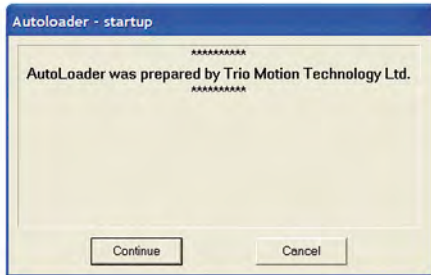 Autoloader - startup
**********
AutoLoader was prepared by Trio Motion Technology Ltd.
**********
Continue
Cancel